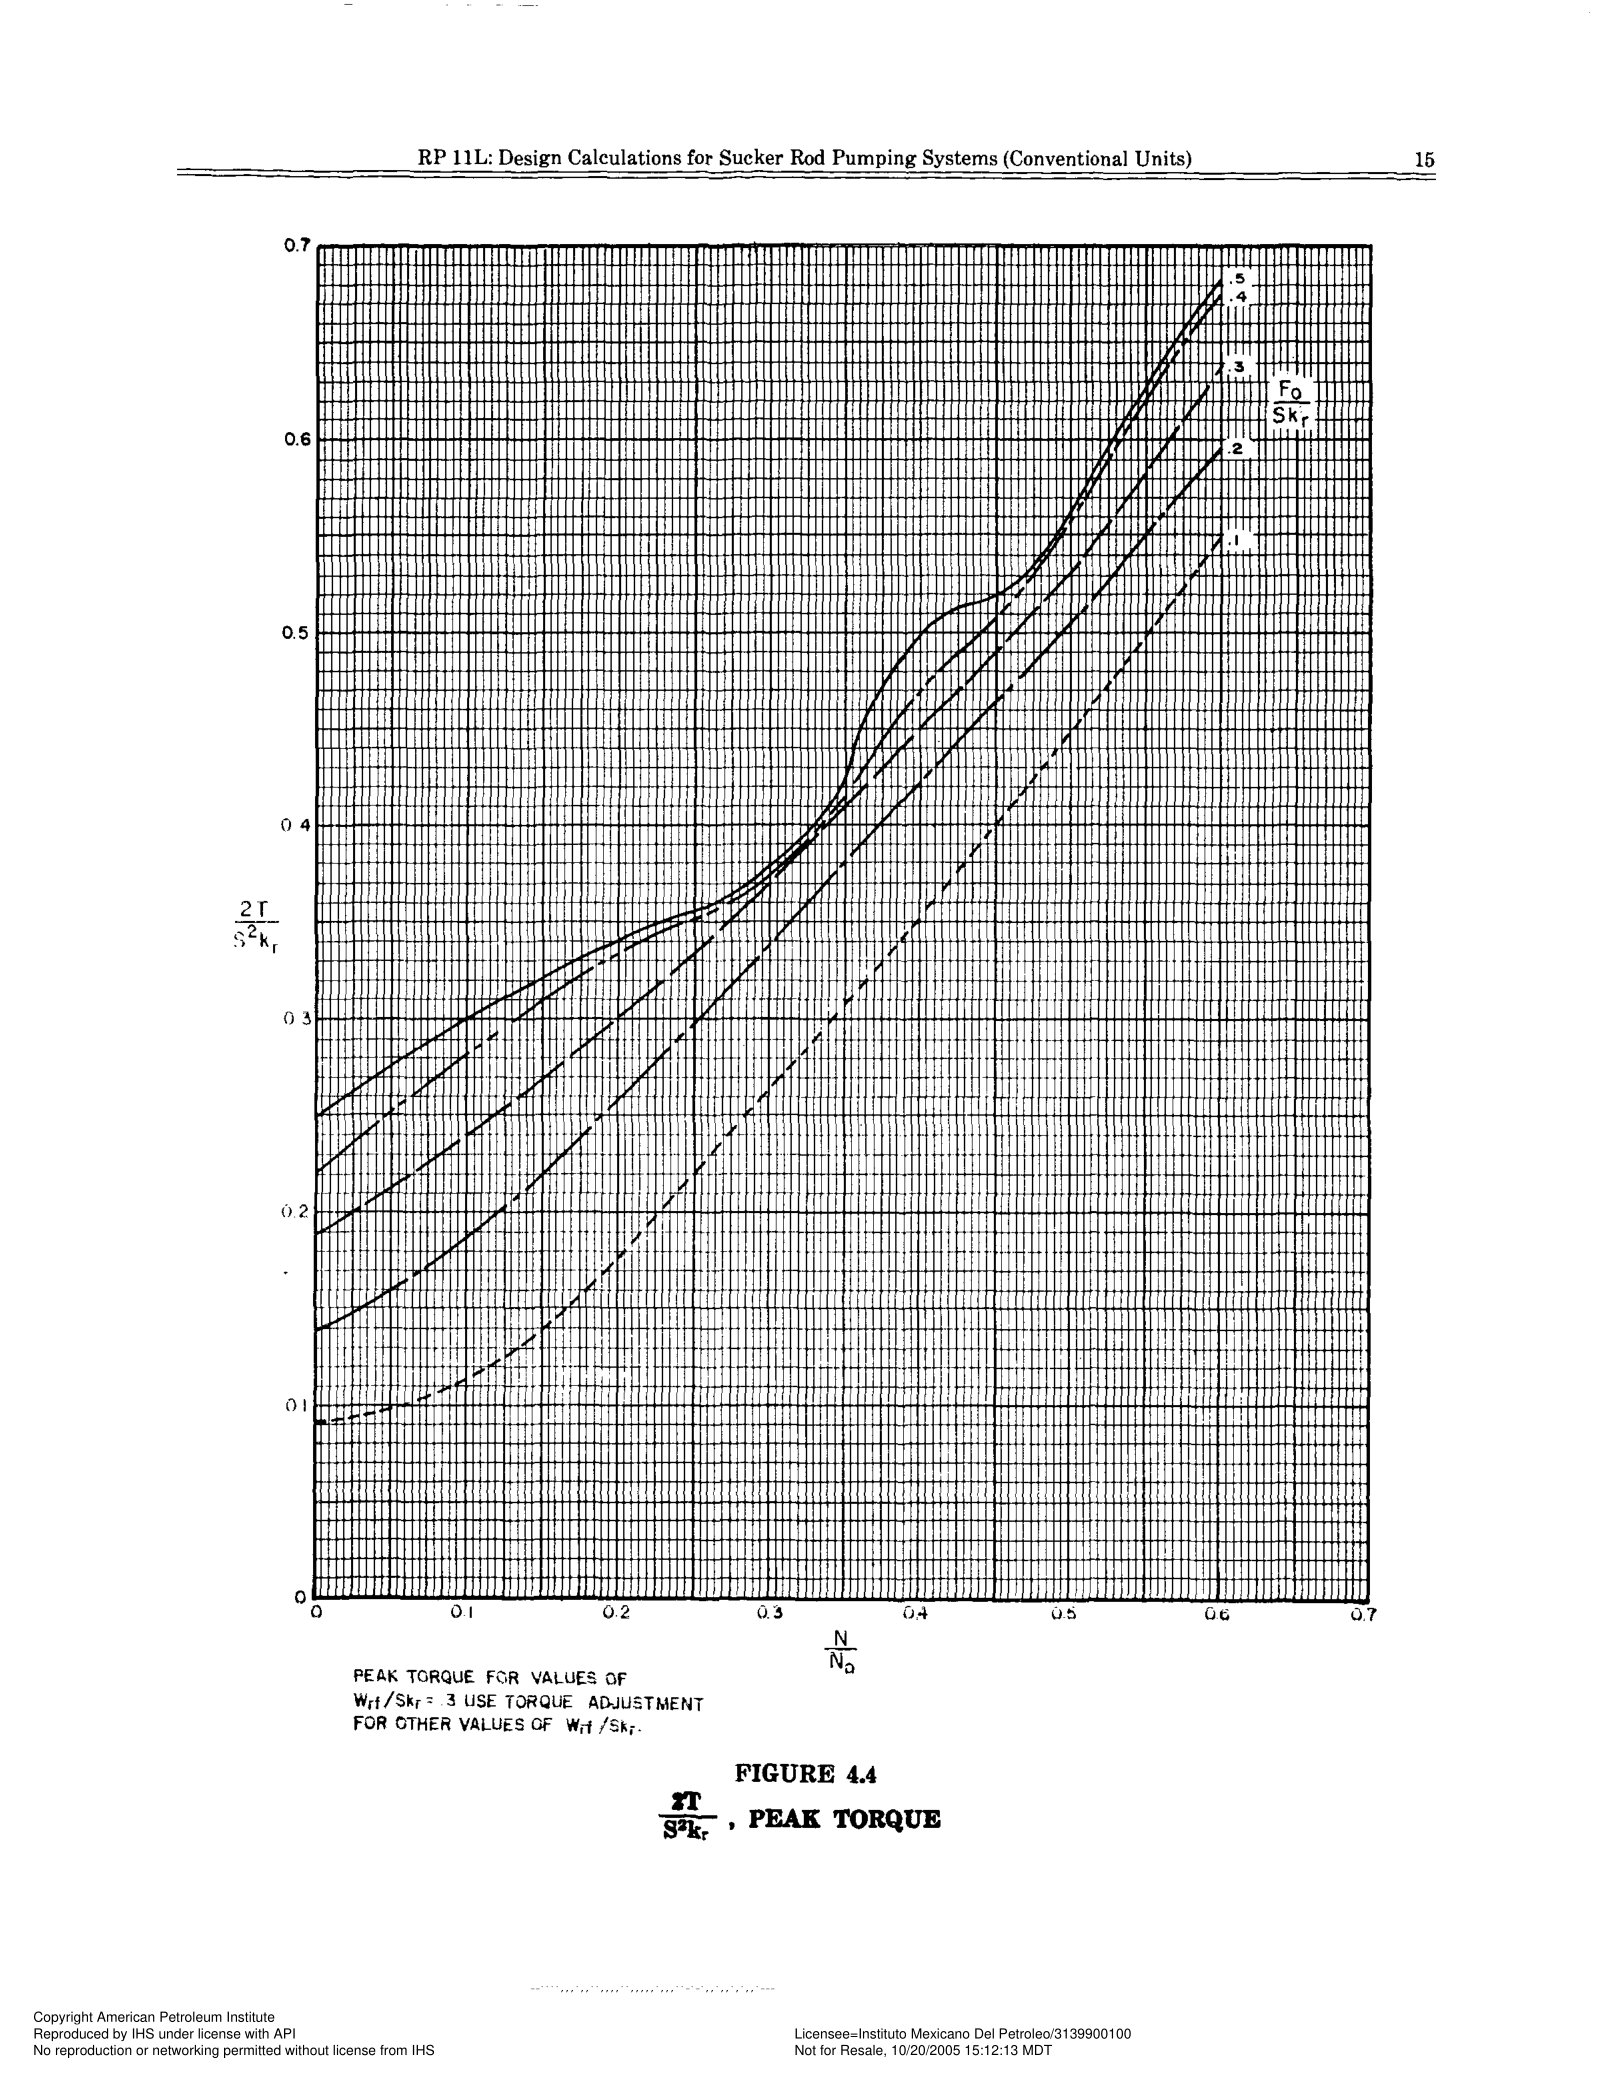 RP 11L: Design Calculations for Sucker Rod Pumping Systems (Conventional Units) 15
0.7
0.6
0.5
0 4
0 3
0.2
0 1
0
2T
S²kr
.5
.4
.3
.2
.1
Fo
Skr
0 0.1 0.2 0.3 0.4 0.5 0.6 0.7
N
No
PEAK TORQUE FOR VALUES OF
Wrf/Skr = .3 USE TORQUE ADJUSTMENT
FOR OTHER VALUES OF Wrf/Skr.
FIGURE 4.4
2T
S²kr , PEAK TORQUE
Copyright American Petroleum Institute
Reproduced by IHS under license with API
No reproduction or networking permitted without license from IHS
Licensee=Instituto Mexicano Del Petroleo/3139900100
Not for Resale, 10/20/2005 15:12:13 MDT